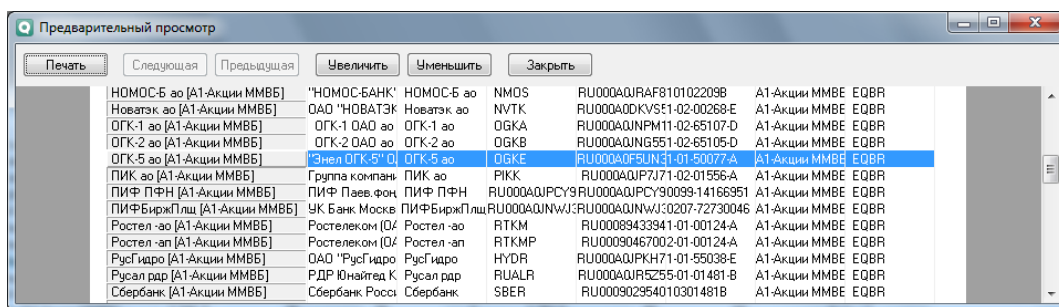 Предварительный просмотр
Печать Следующая Предыдущая Увеличить Уменьшить Закрыть
НОМОС-Б ао [А1-Акции ММВБ] "НОМОС-БАНК" НОМОС-Б ао NMOS RU000A0JRAF810102209B А1-Акции ММВБ EQBR
Новатэк ао [А1-Акции ММВБ] ОАО "НОВАТЭК Новатэк ао NVTK RU000A0DKVS51-02-00268-E А1-Акции ММВБ EQBR
ОГК-1 ао [А1-Акции ММВБ] ОГК-1 ОАО ао ОГК-1 ао OGKA RU000A0JNPM11-02-65107-D А1-Акции ММВБ EQBR
ОГК-2 ао [А1-Акции ММВБ] ОГК-2 ОАО ао ОГК-2 ао OGKB RU000A0JNG551-02-65105-D А1-Акции ММВБ EQBR
ОГК-5 ао [А1-Акции ММВБ] "Энел ОГК-5" О ОГК-5 ао OGKE RU000A0F5UN31-01-50077-A А1-Акции ММВБ EQBR
ПИК ао [А1-Акции ММВБ] Группа компани ПИК ао PIKK RU000A0JP7J71-02-01556-A А1-Акции ММВБ EQBR
ПИФ ПФН [А1-Акции ММВБ] ПИФ Паев.фон ПИФ ПФН RU000A0JPCY9 RU000A0JPCY90099-14166951 А1-Акции ММВБ EQBR
ПИФБиржПлщ [А1-Акции ММВБ] УК Банк Москв ПИФБиржПлщ RU000A0JNWJ3 RU000A0JNWJ30207-72730046 А1-Акции ММВБ EQBR
Ростел -ао [А1-Акции ММВБ] Ростелеком (ОА Ростел -ао RTKM RU00089433941-01-00124-A А1-Акции ММВБ EQBR
Ростел -ап [А1-Акции ММВБ] Ростелеком (ОА Ростел -ап RTKMP RU00090467002-01-00124-A А1-Акции ММВБ EQBR
РусГидро [А1-Акции ММВБ] ОАО "РусГидро РусГидро HYDR RU000A0JPKH71-01-55038-E А1-Акции ММВБ EQBR
Русал рдр [А1-Акции ММВБ] РДР Юнайтед К Русал рдр RUALR RU000A0JR5Z55-01-01481-B А1-Акции ММВБ EQBR
Сбербанк [А1-Акции ММВБ] Сбербанк Росси Сбербанк SBER RU000902954010301481B А1-Акции ММВБ EQBR